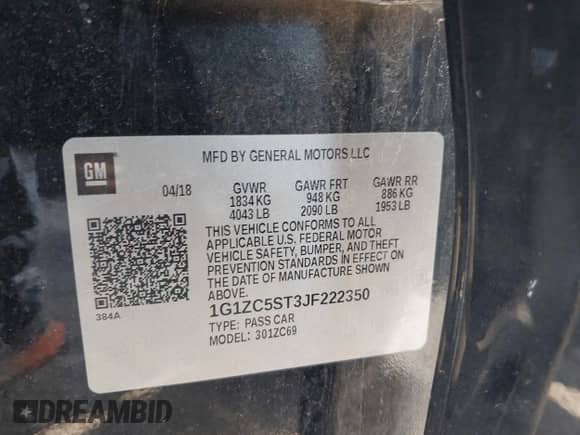 MFD BY GENERAL MOTORS LLC
GM
04/18 GVWR GAWR FRT GAWR RR
1834 KG 948 KG 886 KG
4043 LB 2090 LB 1953 LB
THIS VEHICLE CONFORMS TO ALL
APPLICABLE U.S. FEDERAL MOTOR
VEHICLE SAFETY, BUMPER, AND THEFT
PREVENTION STANDARDS IN EFFECT ON
THE DATE OF MANUFACTURE SHOWN
ABOVE.
384A
1G1ZC5ST3JF222350
TYPE: PASS CAR
MODEL: 301ZC69
DREAMBID